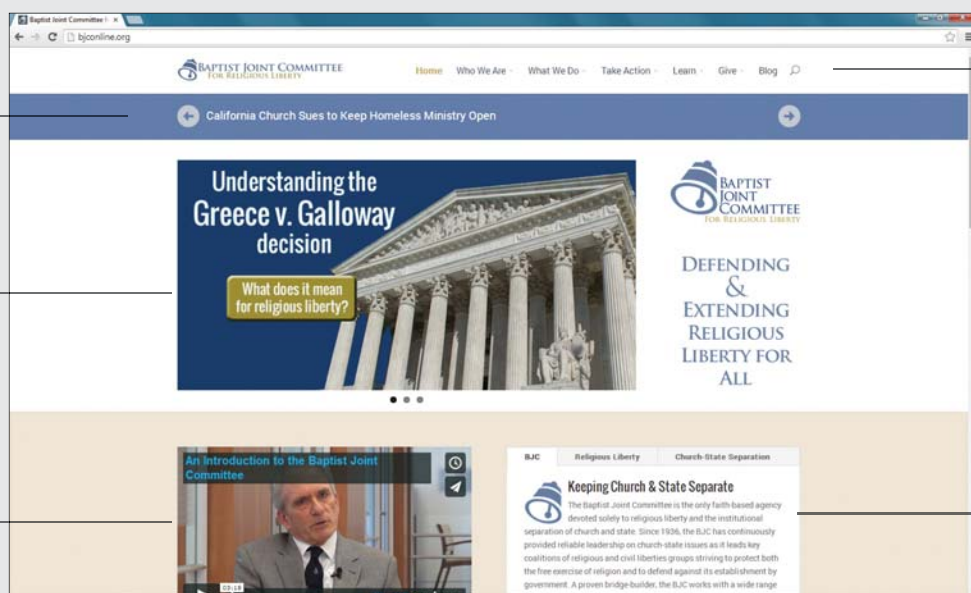 Baptist Joint Committee f
bjconline.org
BAPTIST JOINT COMMITTEE
FOR RELIGIOUS LIBERTY
Home Who We Are What We Do Take Action Learn Give Blog
California Church Sues to Keep Homeless Ministry Open
Understanding the
Greece v. Galloway
decision
What does it mean
for religious liberty?
BAPTIST
JOINT
COMMITTEE
FOR RELIGIOUS LIBERTY
DEFENDING
&
EXTENDING
RELIGIOUS
LIBERTY FOR
ALL
An Introduction to the Baptist Joint
Committee
03:18
BJC Religious Liberty Church-State Separation
Keeping Church & State Separate
The Baptist Joint Committee is the only faith-based agency
devoted solely to religious liberty and the institutional
separation of church and state. Since 1936, the BJC has continuously
provided reliable leadership on church-state issues as it leads key
coalitions of religious and civil liberties groups striving to protect both
the free exercise of religion and to defend against its establishment by
government. A proven bridge-builder, the BJC works with a wide range